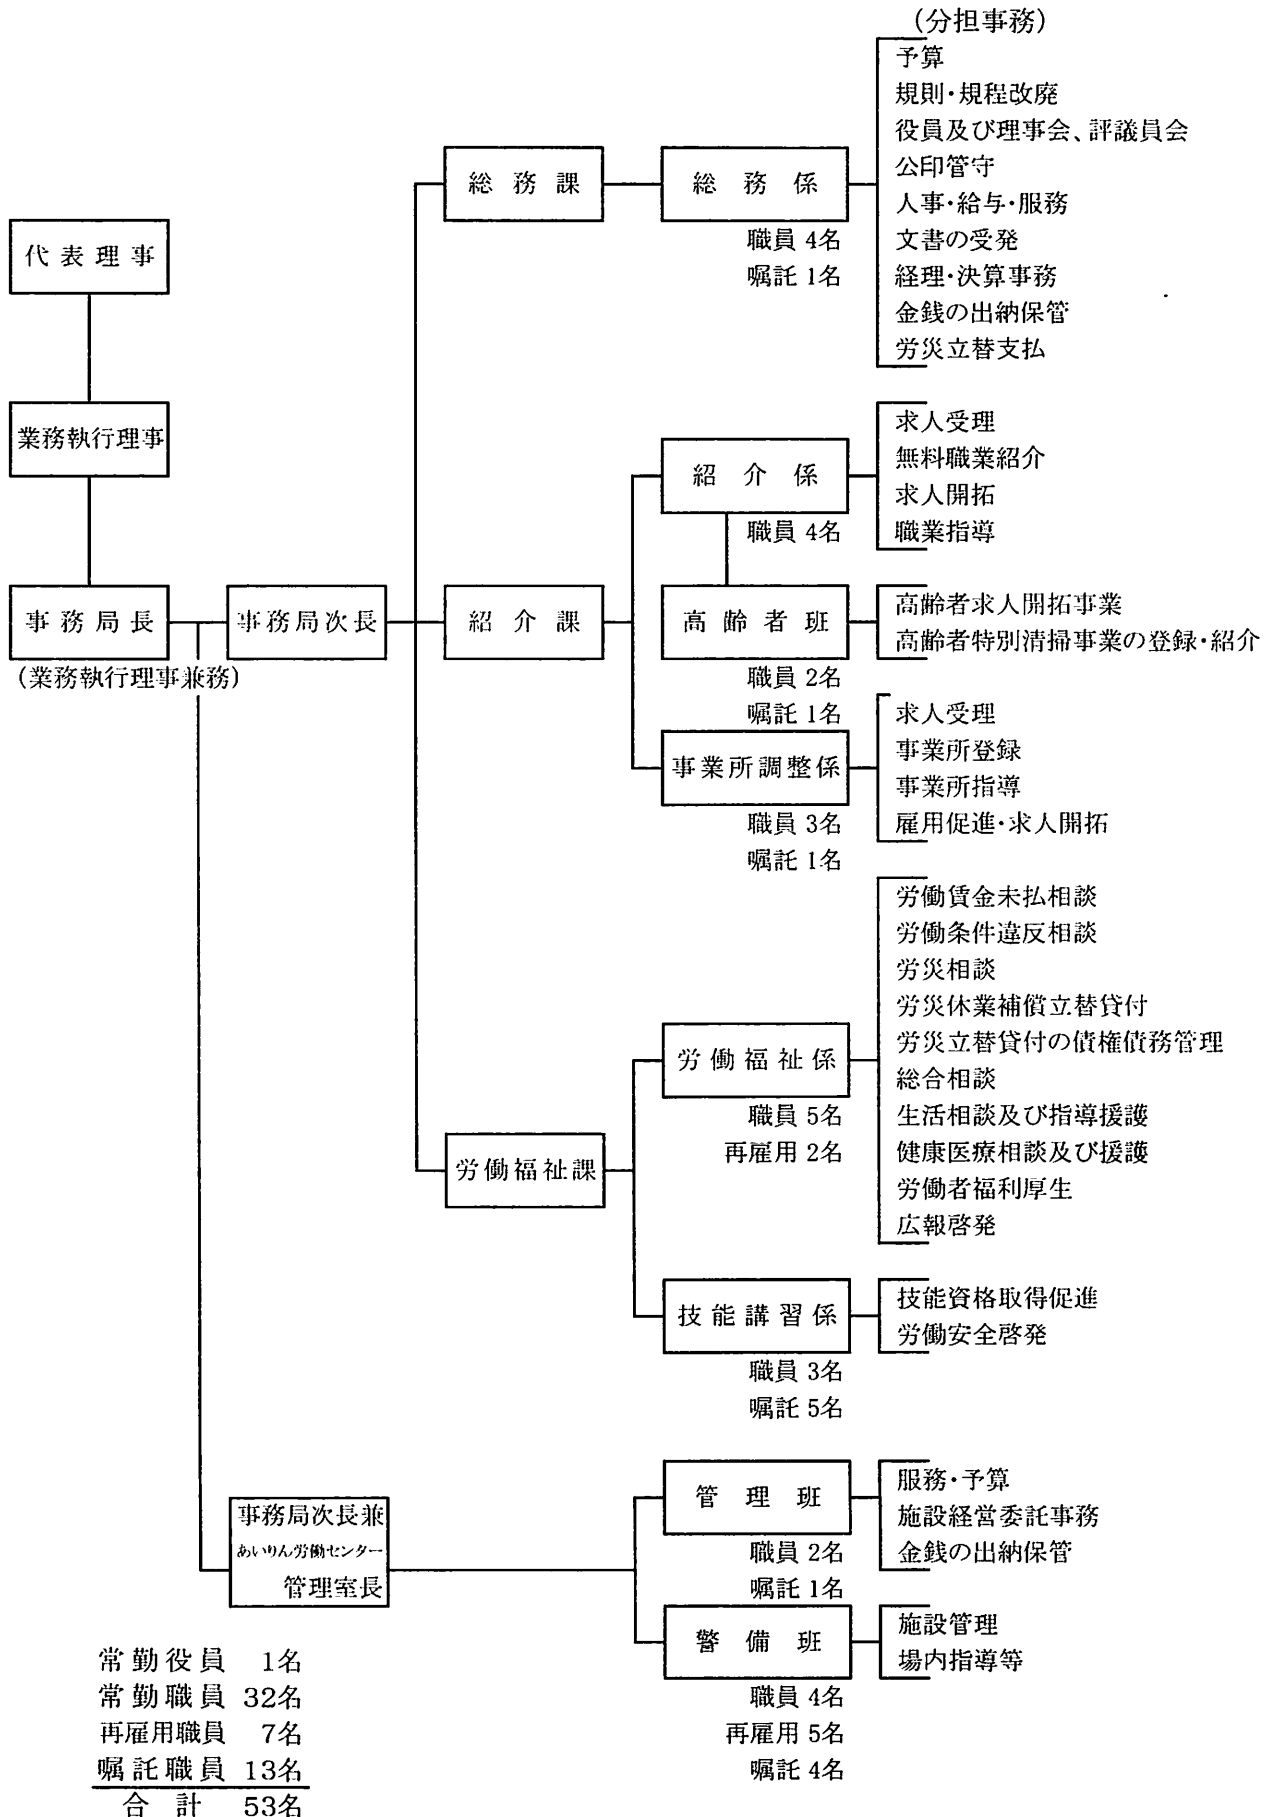 (分担事務)
代表理事
業務執行理事
事務局長
(業務執行理事兼務)
事務局次長
総務課
総務係
職員 4名
嘱託 1名
予算
規則・規程改廃
役員及び理事会、評議員会
公印管守
人事・給与・服務
文書の受発
経理・決算事務
金銭の出納保管
労災立替支払
紹介課
紹介係
職員 4名
求人受理
無料職業紹介
求人開拓
職業指導
高齢者班
職員 2名
嘱託 1名
高齢者求人開拓事業
高齢者特別清掃事業の登録・紹介
事業所調整係
職員 3名
嘱託 1名
求人受理
事業所登録
事業所指導
雇用促進・求人開拓
労働福祉課
労働福祉係
職員 5名
再雇用 2名
労働賃金未払相談
労働条件違反相談
労災相談
労災休業補償立替貸付
労災立替貸付の債権債務管理
総合相談
生活相談及び指導援護
健康医療相談及び援護
労働者福利厚生
広報啓発
技能講習係
職員 3名
嘱託 5名
技能資格取得促進
労働安全啓発
事務局次長兼
あいりん労働センター
管理室長
管理班
職員 2名
嘱託 1名
服務・予算
施設経営委託事務
金銭の出納保管
警備班
職員 4名
再雇用 5名
嘱託 4名
施設管理
場内指導等
常勤役員 1名
常勤職員 32名
再雇用職員 7名
嘱託職員 13名
合計 53名